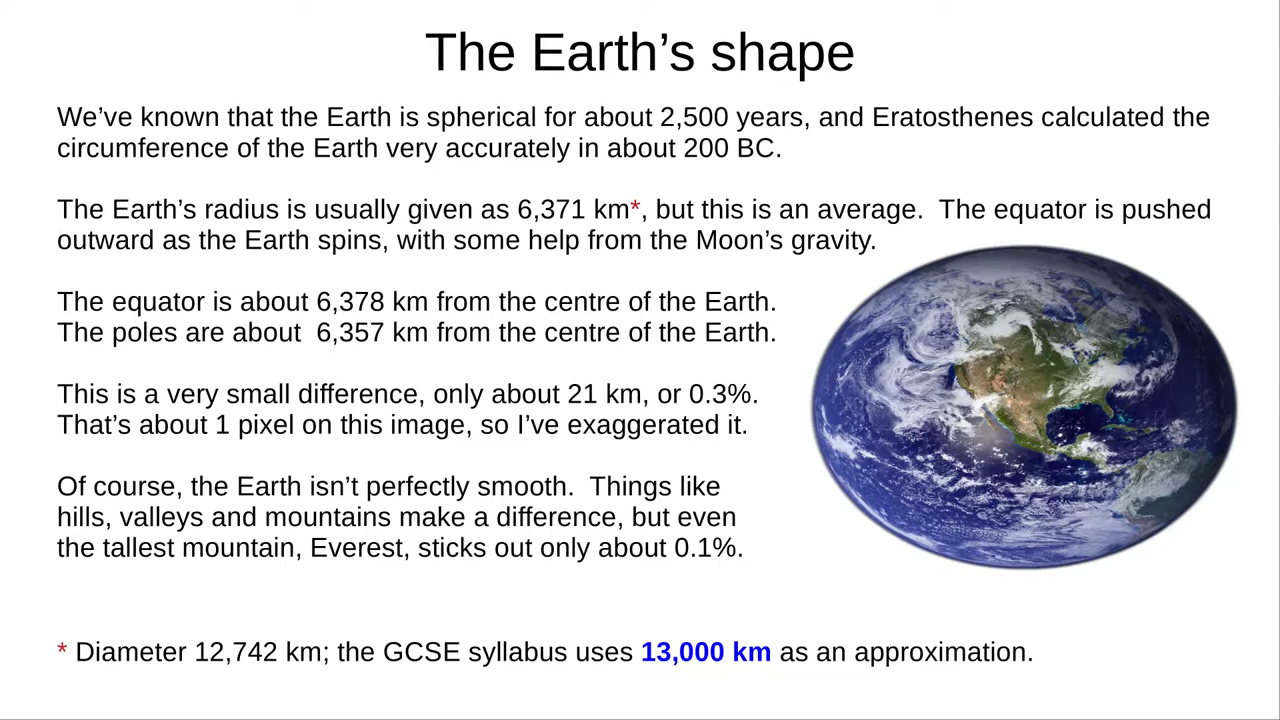 The Earth’s shape
We’ve known that the Earth is spherical for about 2,500 years, and Eratosthenes calculated the
circumference of the Earth very accurately in about 200 BC.
The Earth’s radius is usually given as 6,371 km*, but this is an average.  The equator is pushed
outward as the Earth spins, with some help from the Moon’s gravity.
The equator is about 6,378 km from the centre of the Earth.
The poles are about  6,357 km from the centre of the Earth.
This is a very small difference, only about 21 km, or 0.3%.
That’s about 1 pixel on this image, so I’ve exaggerated it.
Of course, the Earth isn’t perfectly smooth.  Things like
hills, valleys and mountains make a difference, but even
the tallest mountain, Everest, sticks out only about 0.1%.
* Diameter 12,742 km; the GCSE syllabus uses 13,000 km as an approximation.